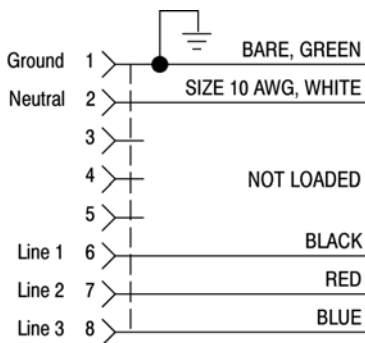 Ground 1 BARE, GREEN
Neutral 2 SIZE 10 AWG, WHITE
3
4 NOT LOADED
5
Line 1 6 BLACK
Line 2 7 RED
Line 3 8 BLUE